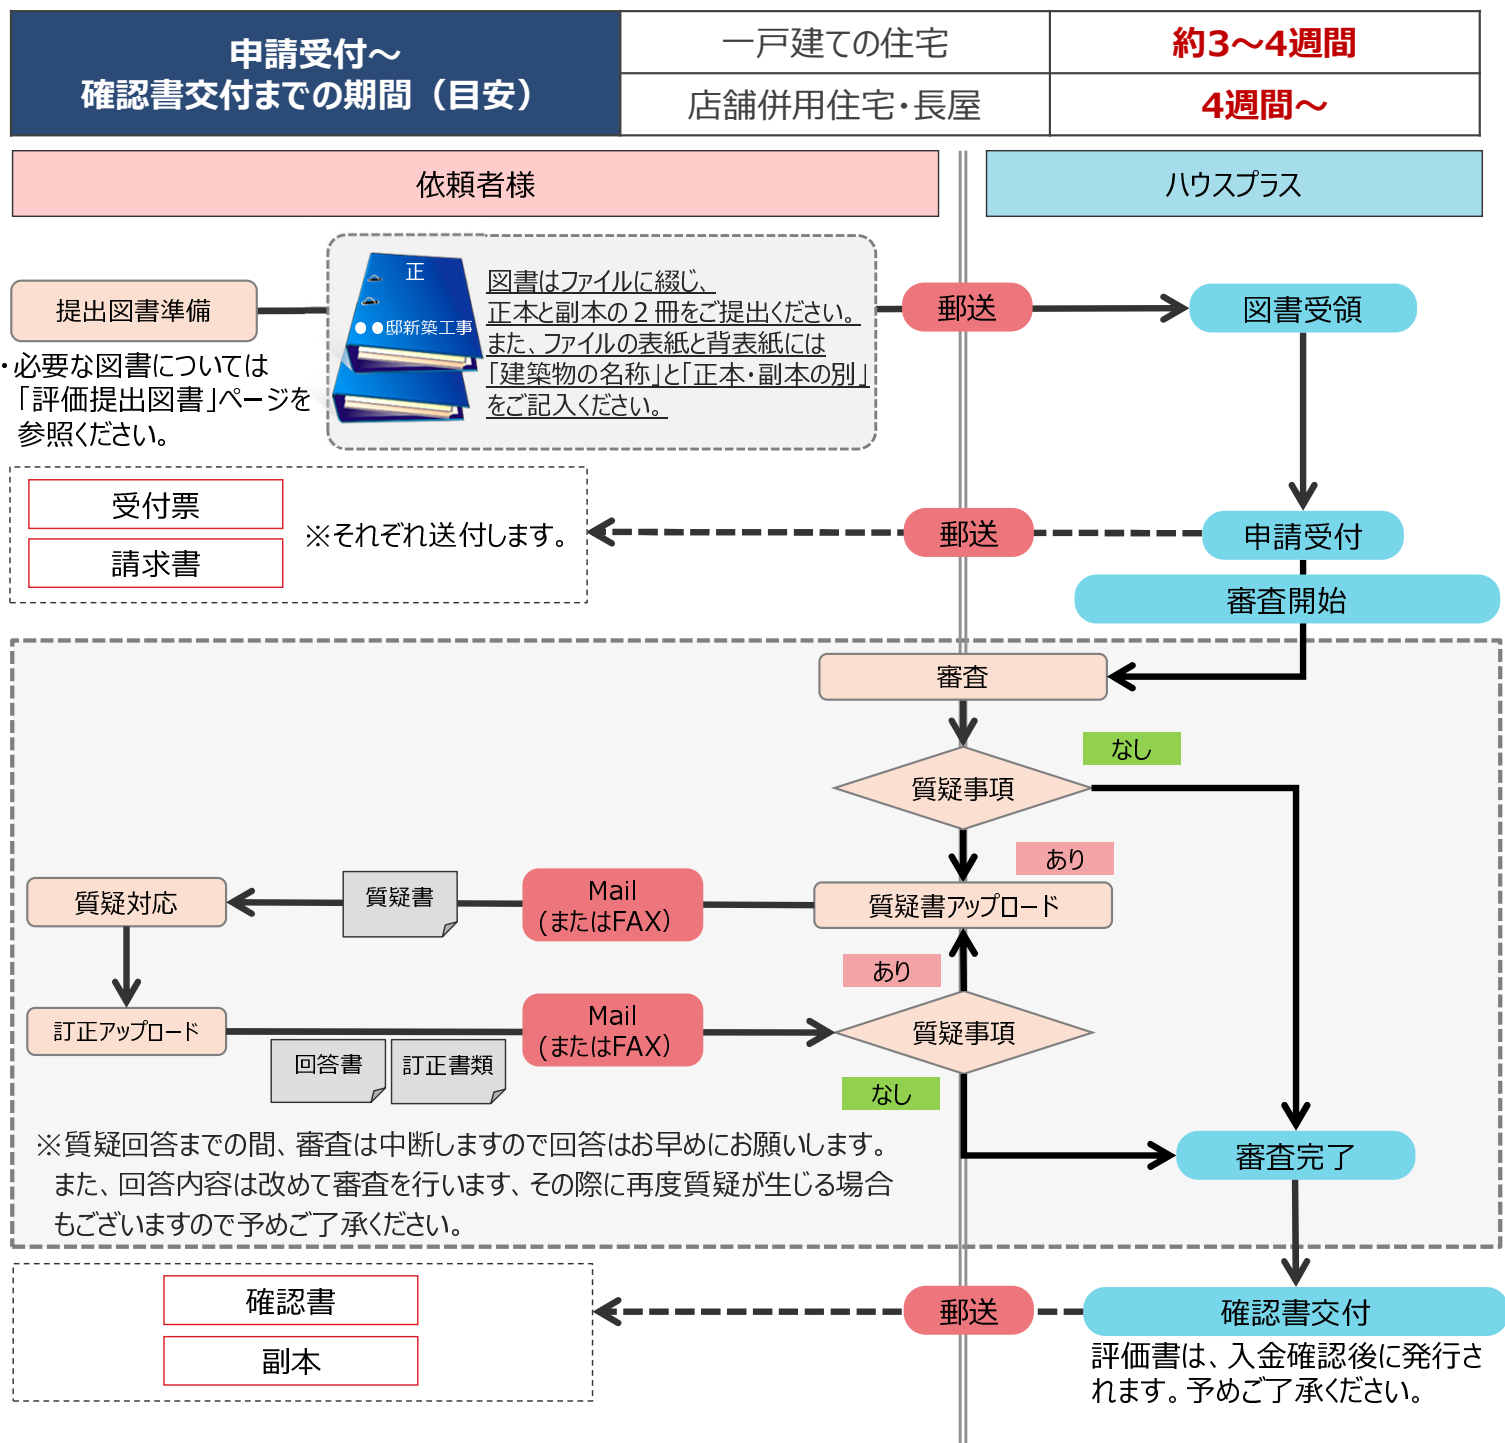 申請受付～
確認書交付までの期間（目安）
一戸建ての住宅
約3～4週間
店舗併用住宅・長屋
4週間～
依頼者様
ハウスプラス
提出図書準備
・必要な図書については
「評価提出図書」ページを
参照ください。
正
●●邸新築工事
図書はファイルに綴じ、
正本と副本の２冊をご提出ください。
また、ファイルの表紙と背表紙には
「建築物の名称」と「正本・副本の別」
をご記入ください。
郵送
図書受領
受付票
請求書
※それぞれ送付します。
郵送
申請受付
審査開始
審査
質疑事項
なし
あり
質疑対応
質疑書
Mail
(またはFAX）
質疑書アップロード
あり
訂正アップロード
回答書
訂正書類
Mail
(またはFAX）
質疑事項
なし
※質疑回答までの間、審査は中断しますので回答はお早めにお願いします。
また、回答内容は改めて審査を行います、その際に再度質疑が生じる場合
もございますので予めご了承ください。
審査完了
確認書
副本
郵送
確認書交付
評価書は、入金確認後に発行さ
れます。予めご了承ください。